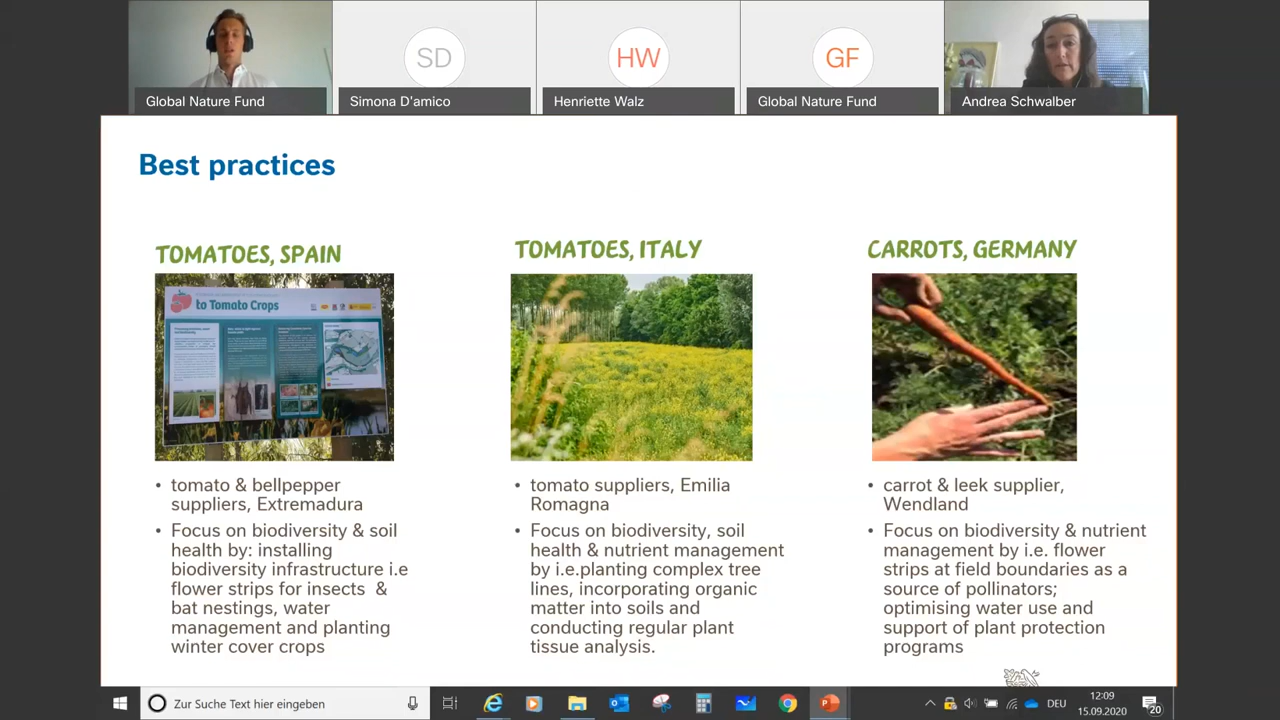 SD
HW
GF
Global Nature Fund
Simona D'amico
Henriette Walz
Global Nature Fund
Andrea Schwalber
Best practices
TOMATOES, SPAIN
to Tomato Crops
tomato & bellpepper
suppliers, Extremadura
Focus on biodiversity & soil
health by: installing
biodiversity infrastructure i.e
flower strips for insects &
bat nestings, water
management and planting
winter cover crops
TOMATOES, ITALY
tomato suppliers, Emilia
Romagna
Focus on biodiversity, soil
health & nutrient management
by i.e.planting complex tree
lines, incorporating organic
matter into soils and
conducting regular plant
tissue analysis.
CARROTS, GERMANY
carrot & leek supplier,
Wendland
Focus on biodiversity & nutrient
management by i.e. flower
strips at field boundaries as a
source of pollinators;
optimising water use and
support of plant protection
programs
Zur Suche Text hier eingeben
DEU
12:09
15.09.2020
20